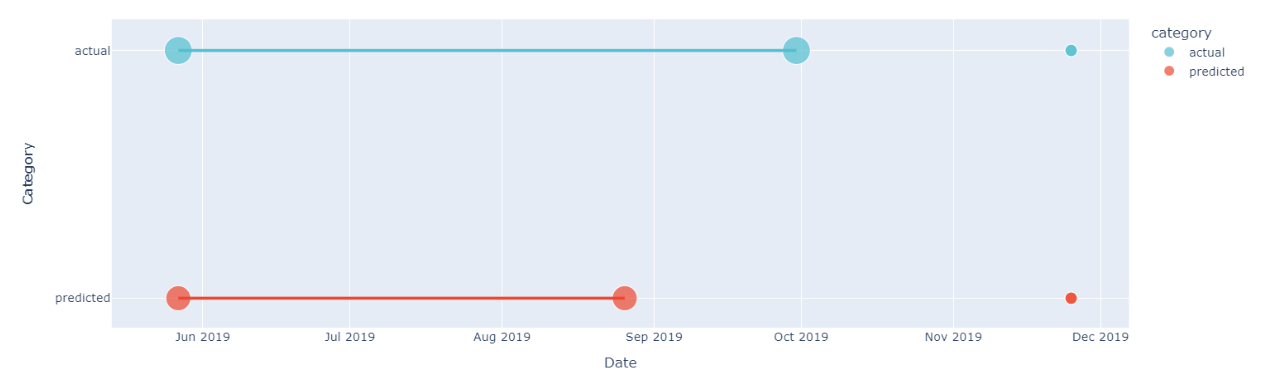 category
actual
predicted
actual
Category
predicted
Jun 2019
Jul 2019
Aug 2019
Sep 2019
Oct 2019
Nov 2019
Dec 2019
Date